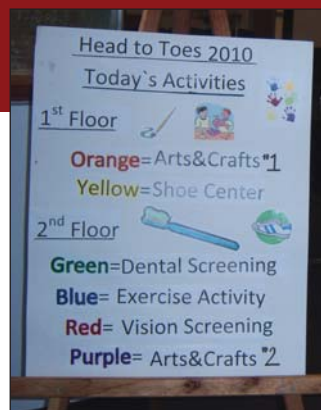 Head to Toes 2010
Today`s Activities
1st Floor
Orange=Arts&Crafts #1
Yellow=Shoe Center
2nd Floor
Green=Dental Screening
Blue= Exercise Activity
Red= Vision Screening
Purple= Arts&Crafts #2